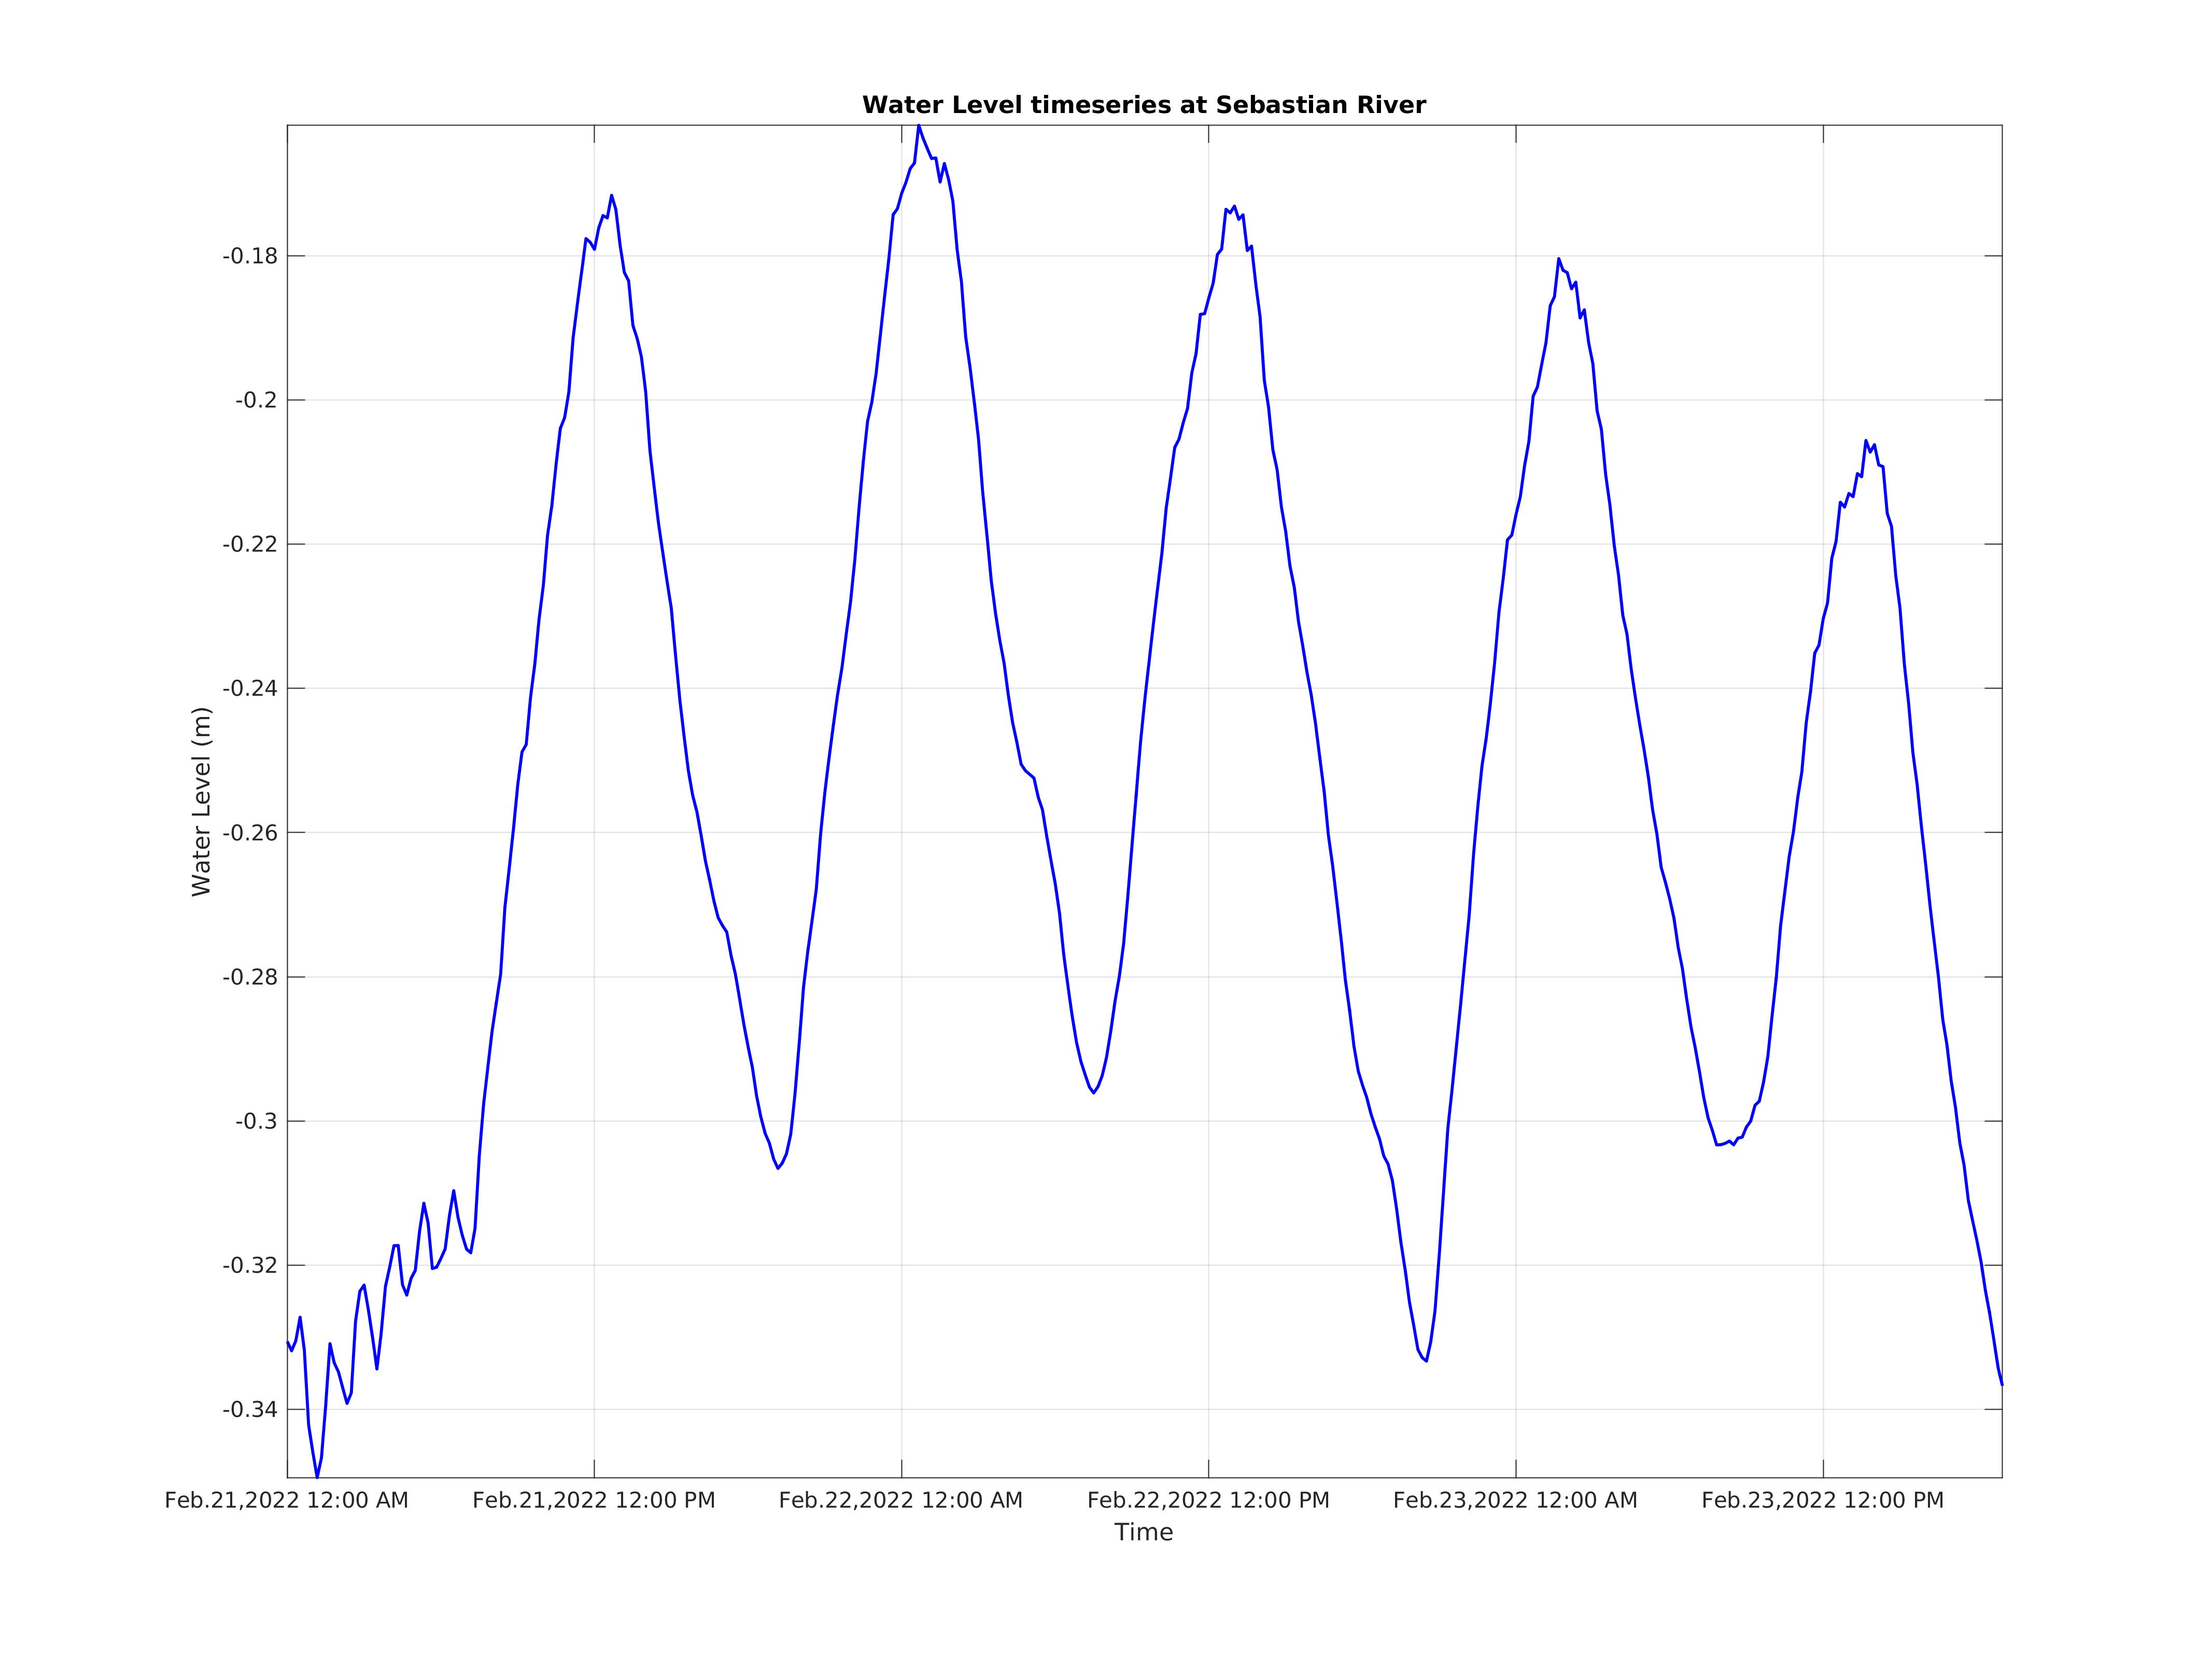 Water Level timeseries at Sebastian River
-0.18
-0.2
-0.22
-0.24
-0.26
-0.28
-0.3
-0.32
-0.34
Water Level (m)
Feb.21,2022 12:00 AM
Feb.21,2022 12:00 PM
Feb.22,2022 12:00 AM
Feb.22,2022 12:00 PM
Feb.23,2022 12:00 AM
Feb.23,2022 12:00 PM
Time